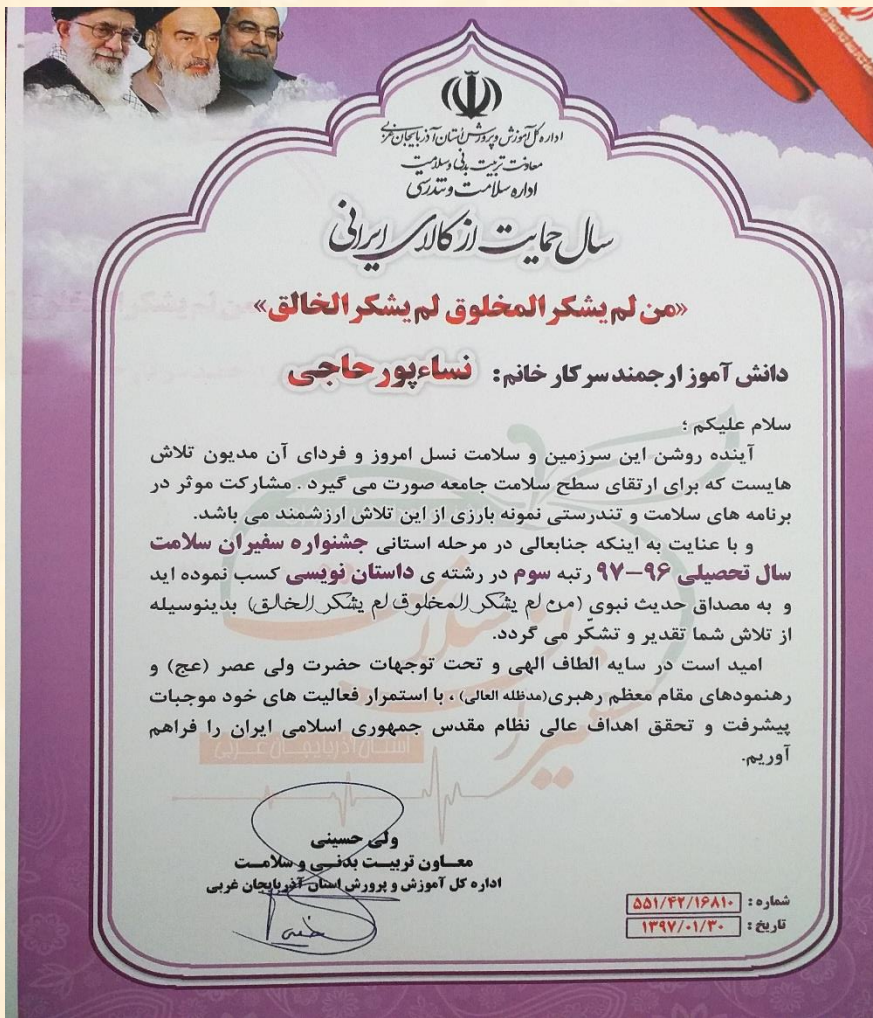 اداره کل آموزش و پرورش استان آذربایجان غربی
معاونت تربیت بدنی و سلامت
اداره سلامت و تندرستی
سال حمایت از کالای ایرانی
«من لم یشکر المخلوق لم یشکر الخالق»
دانش آموز ارجمند سرکار خانم: نساء پور حاجی
سلام علیکم ؛
آینده روشن این سرزمین و سلامت نسل امروز و فردای آن مدیون تلاش
هایست که برای ارتقای سطح سلامت جامعه صورت می گیرد . مشارکت موثر در
برنامه های سلامت و تندرستی نمونه بارزی از این تلاش ارزشمند می باشد.
و با عنایت به اینکه جنابعالی در مرحله استانی جشنواره سفیران سلامت
سال تحصیلی ۹۶-۹۷ رتبه سوم در رشته ی داستان نویسی کسب نموده اید
و به مصداق حدیث نبوی (من لم یشکر المخلوق لم یشکر الخالق) بدینوسیله
از تلاش شما تقدیر و تشکّر می گردد.
امید است در سایه الطاف الهی و تحت توجهات حضرت ولی عصر (عج) و
رهنمودهای مقام معظم رهبری(مدظله العالی) ، با استمرار فعالیت های خود موجبات
پیشرفت و تحقق اهداف عالی نظام مقدس جمهوری اسلامی ایران را فراهم
آوریم.
سفیران سلامت
استان آذربایجان غربی
ولی حسینی
معاون تربیت بدنی و سلامت
اداره کل آموزش و پرورش استان آذربایجان غربی
شماره : ۵۵۱/۴۲/۱۶۸۱۰
تاریخ : ۱۳۹۷/۰۱/۳۰